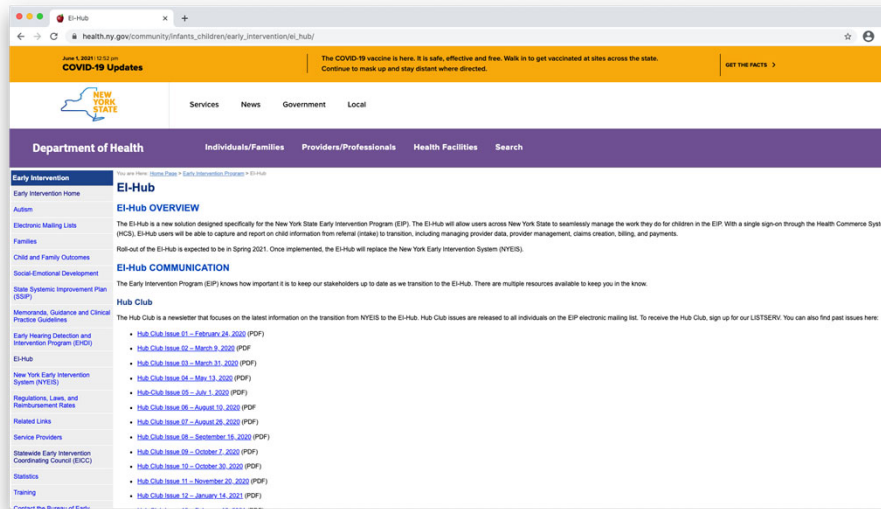 EI-Hub
health.ny.gov/community/infants_children/early_intervention/ei_hub/
June 1, 2021 | 12:52 pm
COVID-19 Updates
The COVID-19 vaccine is here. It is safe, effective and free. Walk in to get vaccinated at sites across the state.
Continue to mask up and stay distant where directed.
GET THE FACTS
NEW
YORK
STATE
Services News Government Local
Department of Health
Individuals/Families Providers/Professionals Health Facilities Search
Early Intervention
Early Intervention Home
Autism
Electronic Mailing Lists
Families
Child and Family Outcomes
Social-Emotional Development
State Systemic Improvement Plan
(SSIP)
Memoranda, Guidance and Clinical
Practice Guidelines
Early Hearing Detection and
Intervention Program (EHDI)
EI-Hub
New York Early Intervention
System (NYEIS)
Regulations, Laws, and
Reimbursement Rates
Related Links
Service Providers
Statewide Early Intervention
Coordinating Council (EICC)
Statistics
Training
Contact the Bureau of Early
You are Here: Home Page > Early Intervention Program > EI-Hub
EI-Hub
EI-Hub OVERVIEW
The EI-Hub is a new solution designed specifically for the New York State Early Intervention Program (EIP). The EI-Hub will allow users across New York State to seamlessly manage the work they do for children in the EIP. With a single sign-on through the Health Commerce Syst
(HCS), EI-Hub users will be able to capture and report on child information from referral (intake) to transition, including managing provider data, provider management, claims creation, billing, and payments.
Roll-out of the EI-Hub is expected to be in Spring 2021. Once implemented, the EI-Hub will replace the New York Early Intervention System (NYEIS).
EI-Hub COMMUNICATION
The Early Intervention Program (EIP) knows how important it is to keep our stakeholders up to date as we transition to the EI-Hub. There are multiple resources available to keep you in the know.
Hub Club
The Hub Club is a newsletter that focuses on the latest information on the transition from NYEIS to the EI-Hub. Hub Club issues are released to all individuals on the EIP electronic mailing list. To receive the Hub Club, sign up for our LISTSERV. You can also find past issues here:
Hub Club Issue 01 – February 24, 2020 (PDF)
Hub Club Issue 02 – March 9, 2020 (PDF
Hub Club Issue 03 – March 31, 2020 (PDF)
Hub Club Issue 04 – May 13, 2020 (PDF)
Hub-Club Issue 05 – July 1, 2020 (PDF)
Hub Club Issue 06 – August 10, 2020 (PDF
Hub Club Issue 07 – August 26, 2020 (PDF)
Hub Club Issue 08 – September 16, 2020 (PDF)
Hub Club Issue 09 – October 7, 2020 (PDF)
Hub Club Issue 10 – October 30, 2020 (PDF)
Hub Club Issue 11 – November 20, 2020 (PDF)
Hub Club Issue 12 – January 14, 2021 (PDF)